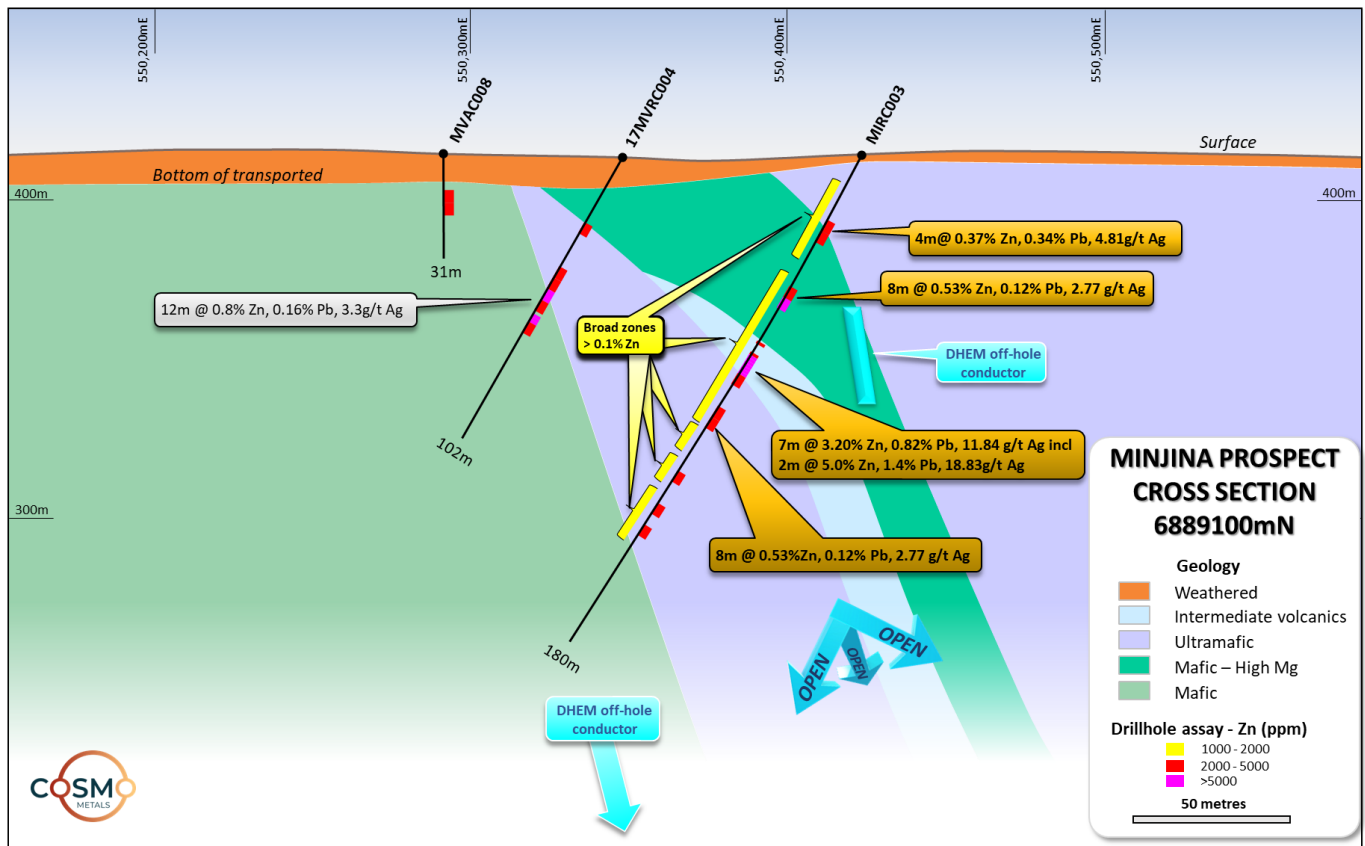 550,200mE
550,300mE
550,400mE
550,500mE
MVAC008
17MVRC004
MIRC003
Surface
Bottom of transported
400m
400m
4m@ 0.37% Zn, 0.34% Pb, 4.81g/t Ag
31m
8m @ 0.53% Zn, 0.12% Pb, 2.77 g/t Ag
12m @ 0.8% Zn, 0.16% Pb, 3.3g/t Ag
Broad zones
> 0.1% Zn
DHEM off-hole
conductor
102m
7m @ 3.20% Zn, 0.82% Pb, 11.84 g/t Ag incl
2m @ 5.0% Zn, 1.4% Pb, 18.83g/t Ag
300m
8m @ 0.53%Zn, 0.12% Pb, 2.77 g/t Ag
180m
OPEN
OPEN
OPEN
DHEM off-hole
conductor
MINJINA PROSPECT
CROSS SECTION
6889100mN
Geology
Weathered
Intermediate volcanics
Ultramafic
Mafic – High Mg
Mafic
Drillhole assay - Zn (ppm)
1000 - 2000
2000 - 5000
>5000
50 metres
COSMO
METALS